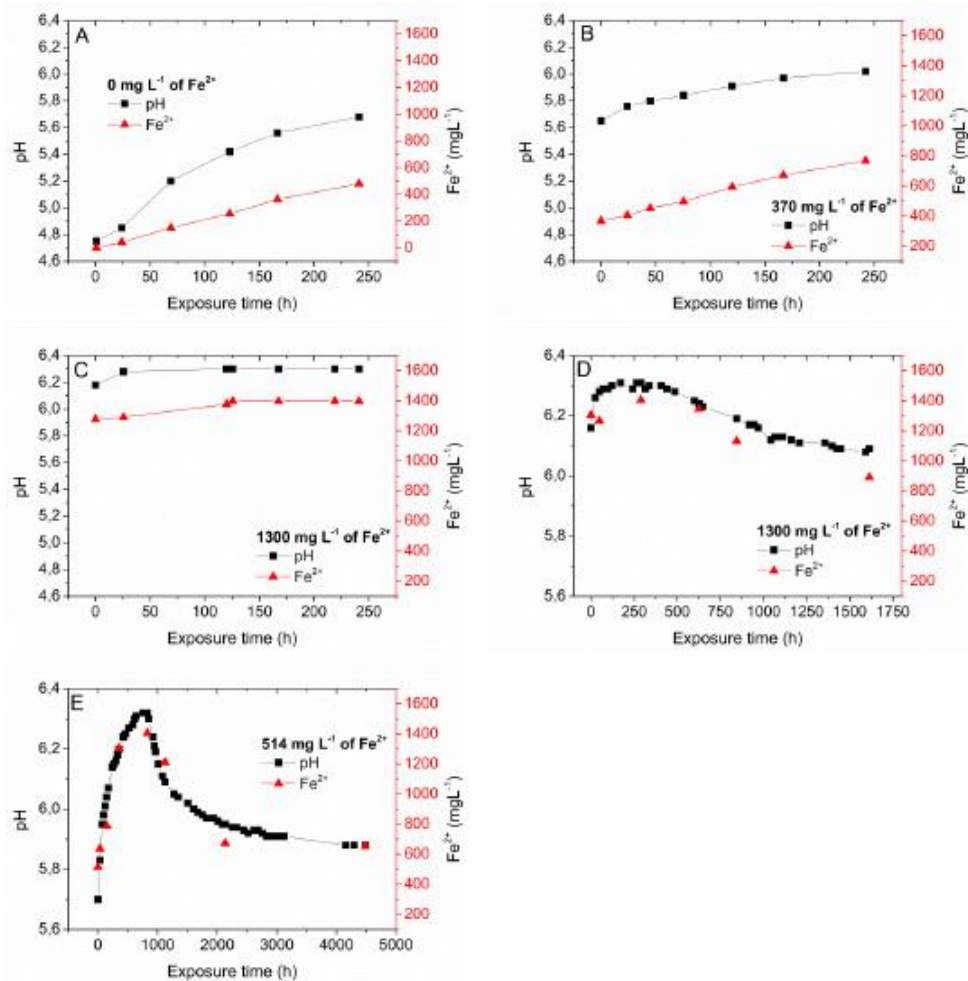 A
6,4
6,2
6,0
5,8
5,6
5,4
5,2
5,0
4,8
4,6
pH
0 mg L⁻¹ of Fe²⁺
pH
Fe²⁺
1600
1400
1200
1000
800
600
400
200
0
Fe²⁺ (mgL⁻¹)
0 50 100 150 200 250
Exposure time (h)
B
6,4
6,2
6,0
5,8
5,6
5,4
5,2
5,0
4,8
4,6
pH
370 mg L⁻¹ of Fe²⁺
pH
Fe²⁺
1600
1400
1200
1000
800
600
400
200
Fe²⁺ (mgL⁻¹)
0 50 100 150 200 250
Exposure time (h)
C
6,4
6,2
6,0
5,8
5,6
5,4
5,2
5,0
4,8
4,6
pH
1300 mg L⁻¹ of Fe²⁺
pH
Fe²⁺
1600
1400
1200
1000
800
600
400
200
Fe²⁺ (mgL⁻¹)
0 50 100 150 200 250
Exposure time (h)
D
6,4
6,2
6,0
5,8
5,6
pH
1300 mg L⁻¹ of Fe²⁺
pH
Fe²⁺
1600
1400
1200
1000
800
600
400
200
Fe²⁺ (mgL⁻¹)
0 250 500 750 1000 1250 1500 1750
Exposure time (h)
E
6,4
6,2
6,0
5,8
5,6
pH
514 mg L⁻¹ of Fe²⁺
pH
Fe²⁺
1600
1400
1200
1000
800
600
400
200
Fe²⁺ (mgL⁻¹)
0 1000 2000 3000 4000 5000
Exposure time (h)